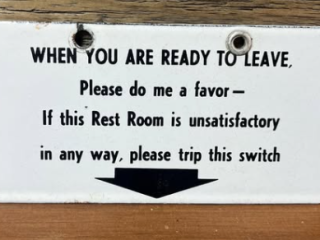 WHEN YOU ARE READY TO LEAVE,
Please do me a favor—
If this Rest Room is unsatisfactory
in any way, please trip this switch